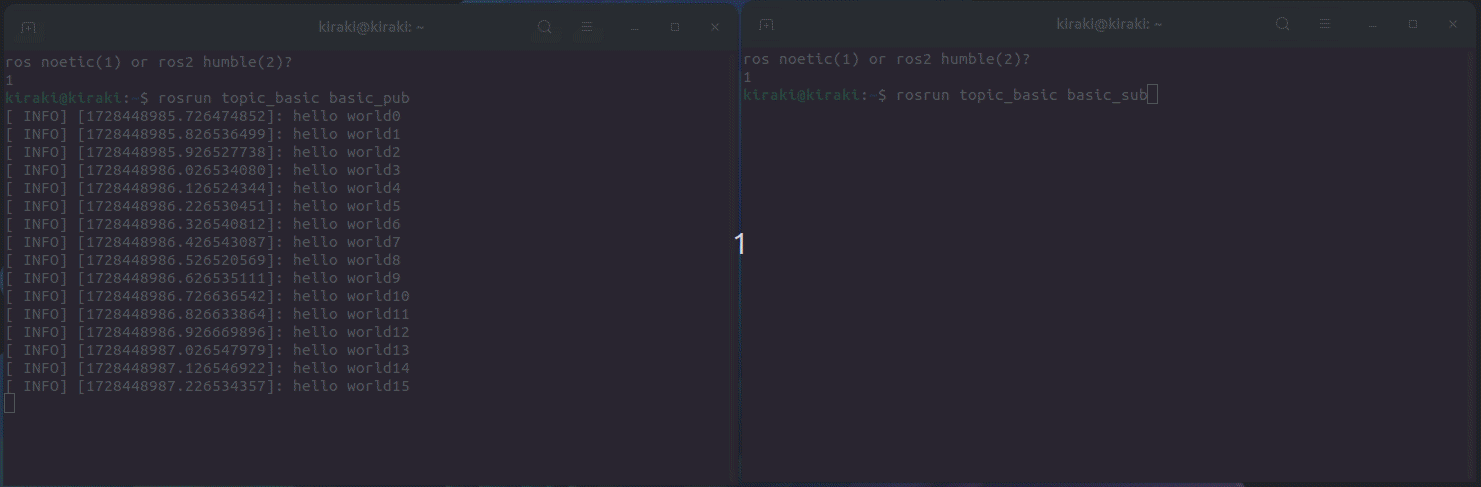 kiraki@kiraki: ~
ros noetic(1) or ros2 humble(2)?
1
kiraki@kiraki:~$ rosrun topic_basic basic_pub
[ INFO] [1728448985.726474852]: hello world0
[ INFO] [1728448985.826536499]: hello world1
[ INFO] [1728448985.926527738]: hello world2
[ INFO] [1728448986.026534080]: hello world3
[ INFO] [1728448986.126524344]: hello world4
[ INFO] [1728448986.226530451]: hello world5
[ INFO] [1728448986.326540812]: hello world6
[ INFO] [1728448986.426543087]: hello world7
[ INFO] [1728448986.526520569]: hello world8
[ INFO] [1728448986.626535111]: hello world9
[ INFO] [1728448986.726636542]: hello world10
[ INFO] [1728448986.826633864]: hello world11
[ INFO] [1728448986.926669896]: hello world12
[ INFO] [1728448987.026547979]: hello world13
[ INFO] [1728448987.126546922]: hello world14
[ INFO] [1728448987.226534357]: hello world15
1
kiraki@kiraki: ~
ros noetic(1) or ros2 humble(2)?
1
kiraki@kiraki:~$ rosrun topic_basic basic_sub